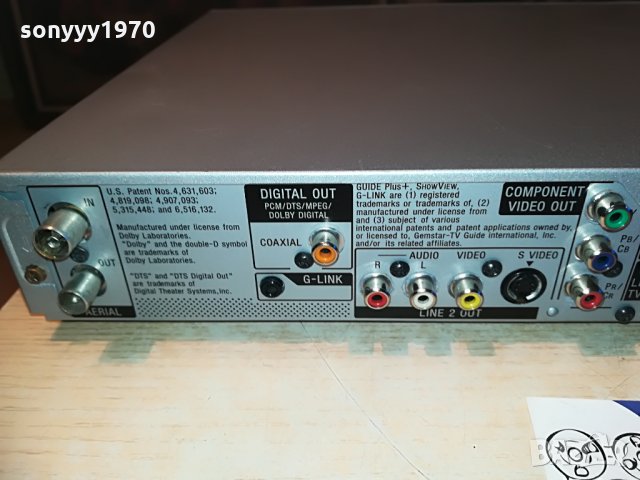 sonyyy1970
IN
OUT
AERIAL
U.S. Patent Nos. 4,631,603;
4,819,098; 4,907,093;
5,315,448; and 6,516,132.
Manufactured under license from
Dolby Laboratories.
"Dolby" and the double-D symbol
are trademarks of
Dolby Laboratories.
"DTS" and "DTS Digital Out"
are trademarks of
Digital Theater Systems,Inc.
DIGITAL OUT
PCM/DTS/MPEG/
DOLBY DIGITAL
COAXIAL
G-LINK
GUIDE Plus+, SHOWVIEW,
G-LINK are (1) registered
trademarks or trademarks of, (2)
manufactured under license from
and (3) subject of various
international patents and patent applications owned by,
or licensed to, Gemstar-TV Guide international, Inc.
and/or its related affiliates.
R AUDIO L
VIDEO
S VIDEO
LINE 2 OUT
COMPONENT
VIDEO OUT
Y
PB/
CB
PR/
CR